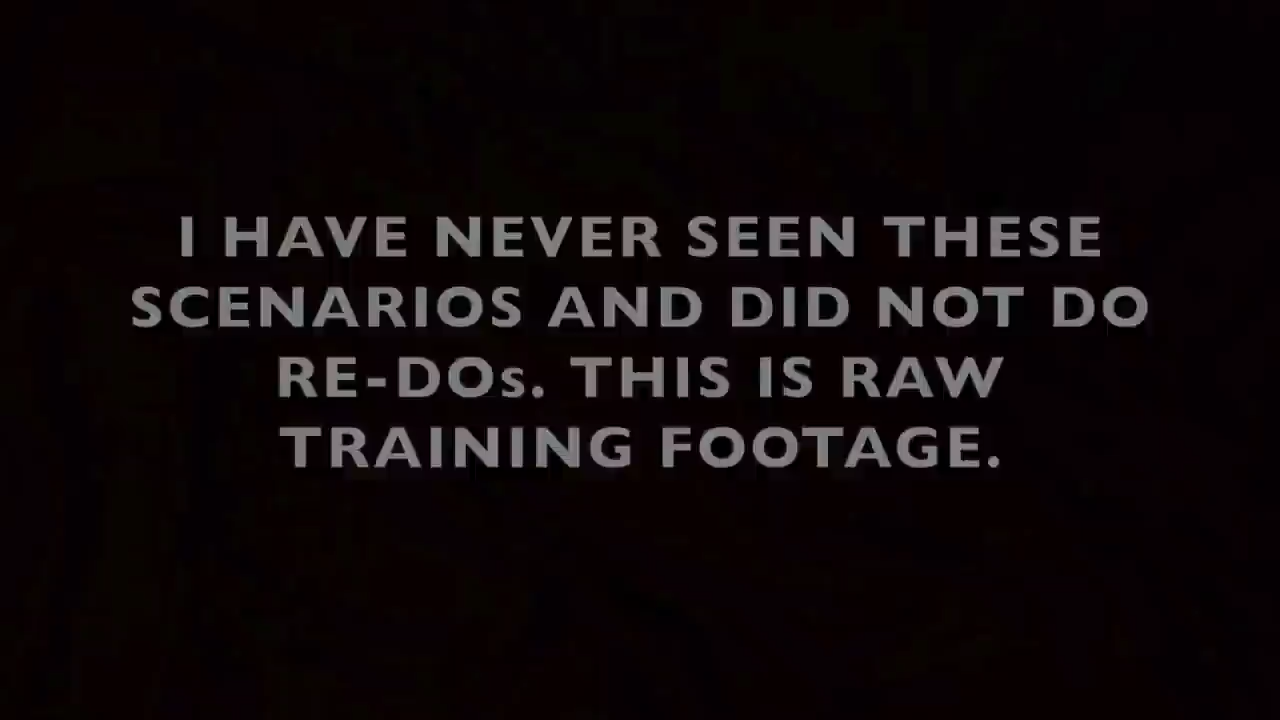 I HAVE NEVER SEEN THESE
SCENARIOS AND DID NOT DO
RE-DOs. THIS IS RAW
TRAINING FOOTAGE.